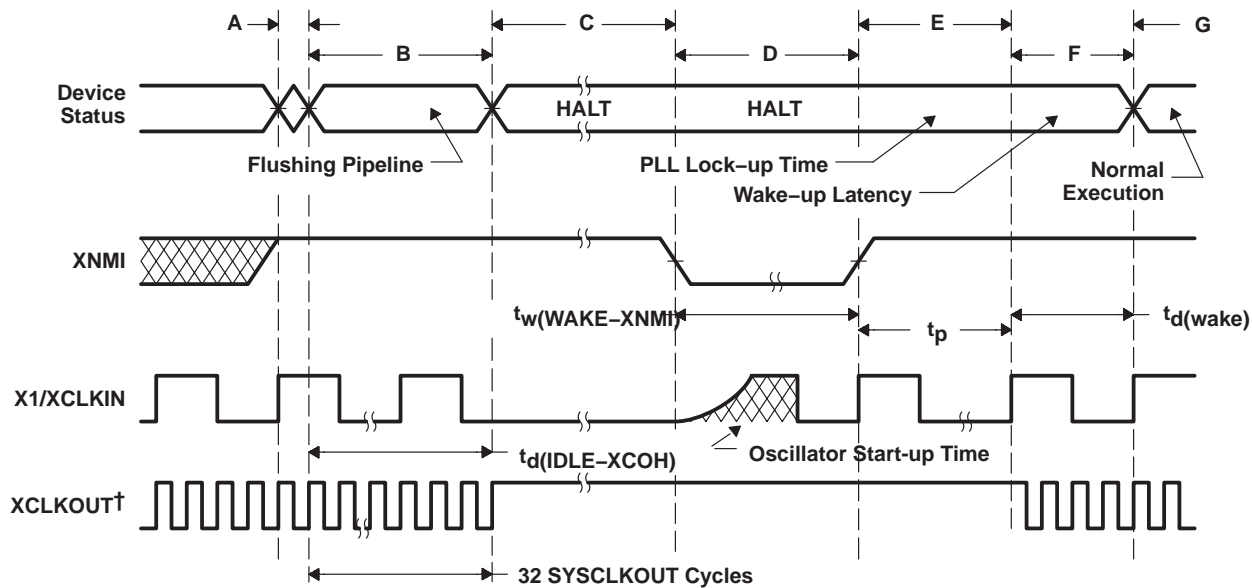 A
B
C
D
E
F
G
Device
Status
HALT
HALT
Flushing Pipeline
PLL Lock–up Time
Wake–up Latency
Normal
Execution
XNMI
tw(WAKE–XNMI)
tp
td(wake)
X1/XCLKIN
td(IDLE–XCOH)
Oscillator Start-up Time
XCLKOUT†
32 SYSCLKOUT Cycles